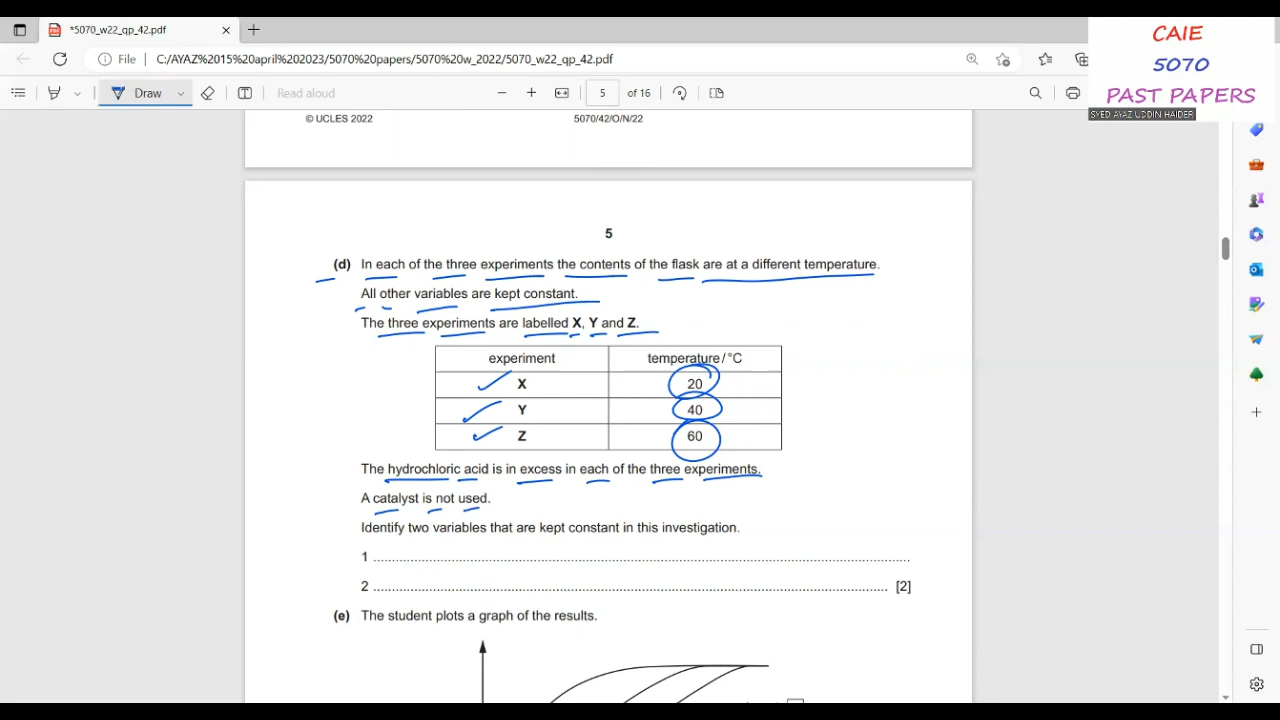 *5070_w22_qp_42.pdf
CAIE
5070
PAST PAPERS
SYED AYAZ UDDIN HAIDER
File
C:/AYAZ%2015%20april%202023/5070%20papers/5070%20w_2022/5070_w22_qp_42.pdf
Draw
Read aloud
5
of 16
© UCLES 2022
5070/42/O/N/22
5
(d) In each of the three experiments the contents of the flask are at a different temperature.
All other variables are kept constant.
The three experiments are labelled X, Y and Z.
experiment temperature / °C
X 20
Y 40
Z 60
The hydrochloric acid is in excess in each of the three experiments.
A catalyst is not used.
Identify two variables that are kept constant in this investigation.
1 ............................................................
2 ............................................................ [2]
(e) The student plots a graph of the results.